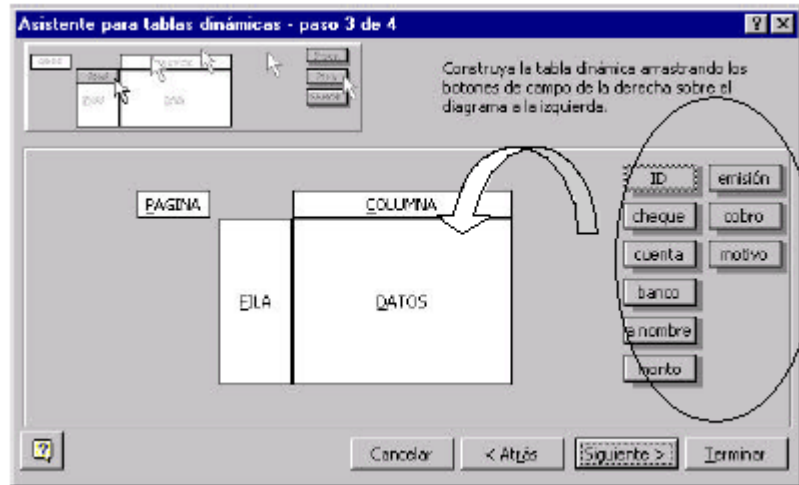 Asistente para tablas dinámicas - paso 3 de 4
Construya la tabla dinámica arrastrando los
botones de campo de la derecha sobre el
diagrama a la izquierda.
PAGINA
COLUMNA
FILA
DATOS
ID
emisión
cheque
cobro
cuenta
motivo
banco
a nombre
monto
Cancelar
< Atrás
Siguiente >
Terminar